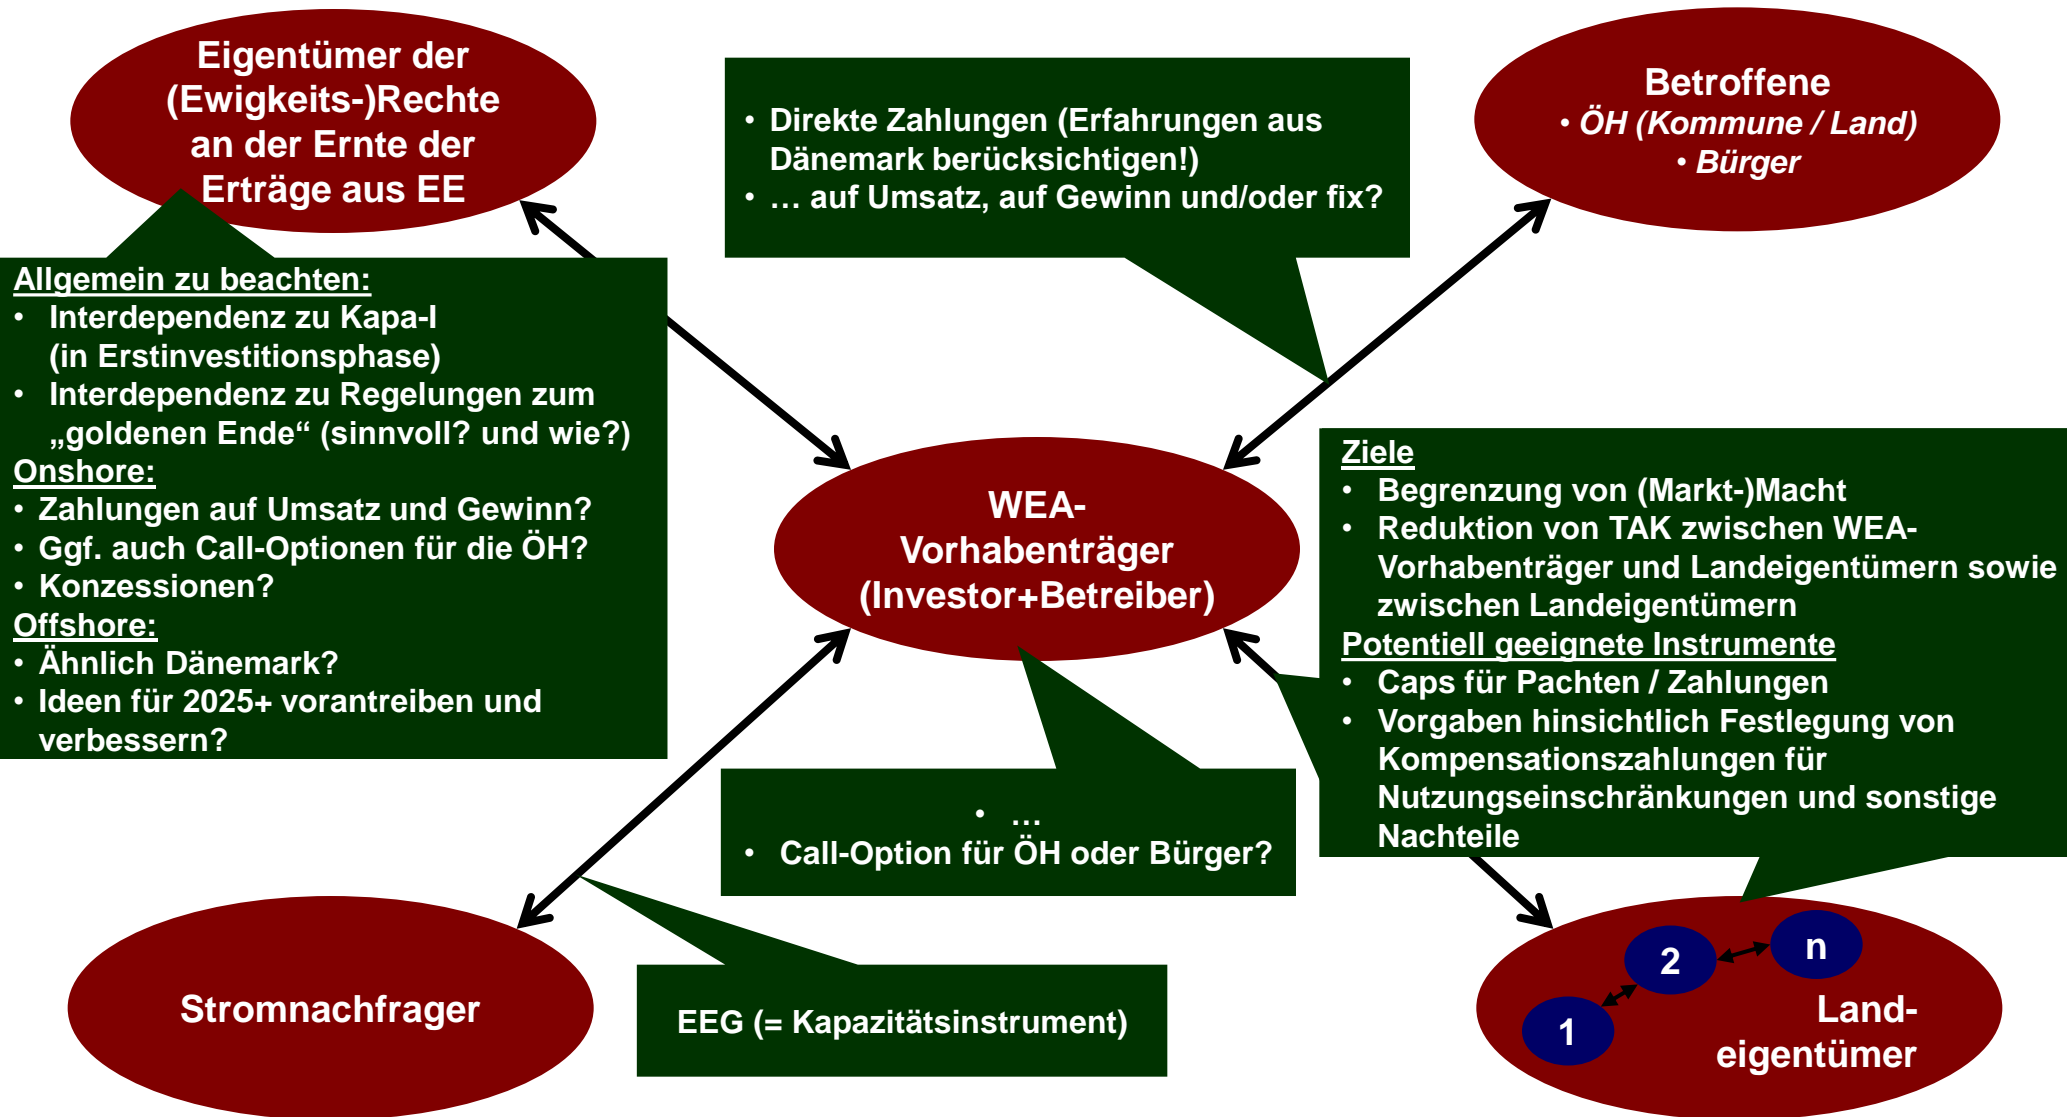 Eigentümer der
(Ewigkeits-)Rechte
an der Ernte der
Erträge aus EE
• Direkte Zahlungen (Erfahrungen aus
Dänemark berücksichtigen!)
• … auf Umsatz, auf Gewinn und/oder fix?
Betroffene
• ÖH (Kommune / Land)
• Bürger
Allgemein zu beachten:
• Interdependenz zu Kapa-I
(in Erstinvestitionsphase)
• Interdependenz zu Regelungen zum
„goldenen Ende“ (sinnvoll? und wie?)
Onshore:
• Zahlungen auf Umsatz und Gewinn?
• Ggf. auch Call-Optionen für die ÖH?
• Konzessionen?
Offshore:
• Ähnlich Dänemark?
• Ideen für 2025+ vorantreiben und
verbessern?
WEA-
Vorhabenträger
(Investor+Betreiber)
Ziele
• Begrenzung von (Markt-)Macht
• Reduktion von TAK zwischen WEA-
Vorhabenträger und Landeigentümern sowie
zwischen Landeigentümern
Potentiell geeignete Instrumente
• Caps für Pachten / Zahlungen
• Vorgaben hinsichtlich Festlegung von
Kompensationszahlungen für
Nutzungseinschränkungen und sonstige
Nachteile
• …
• Call-Option für ÖH oder Bürger?
Stromnachfrager
EEG (= Kapazitätsinstrument)
1
2
n
Land-
eigentümer